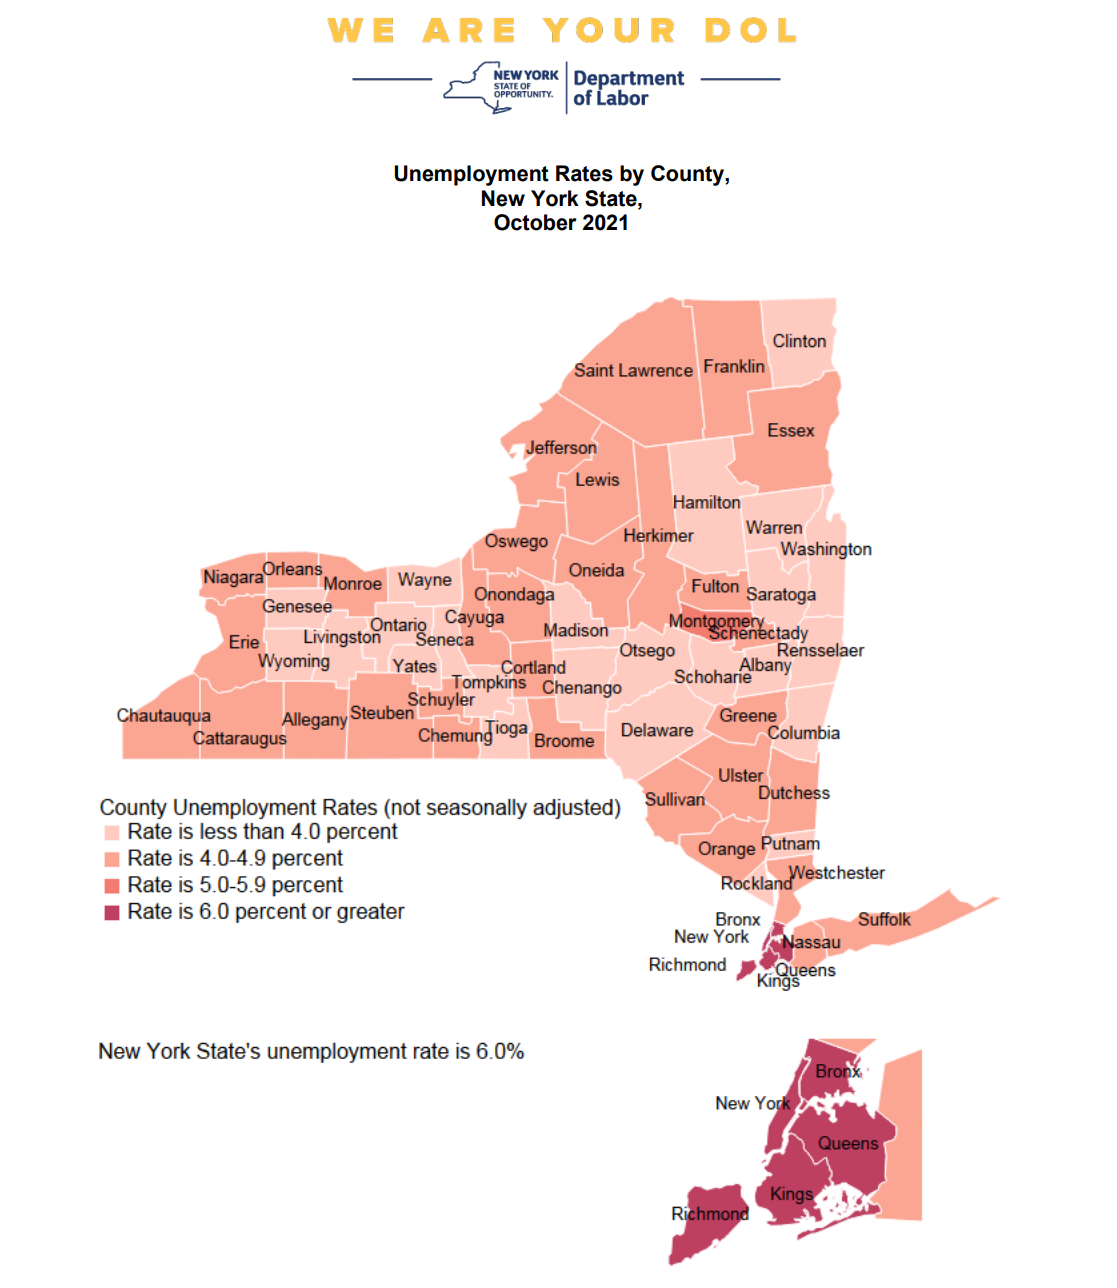 WE ARE YOUR DOL
NEW YORK
STATE OF
OPPORTUNITY.
Department
of Labor
Unemployment Rates by County,
New York State,
October 2021
Clinton
Franklin
Saint Lawrence
Essex
Jefferson
Lewis
Hamilton
Warren
Herkimer
Oswego
Washington
Oneida
Orleans
Niagara
Monroe
Wayne
Fulton
Onondaga
Saratoga
Genesee
Cayuga
Montgomery
Ontario
Madison
Schenectady
Livingston
Seneca
Erie
Otsego
Rensselaer
Wyoming
Yates
Cortland
Albany
Schoharie
Tompkins
Chenango
Schuyler
Steuben
Chautauqua
Allegany
Greene
Tioga
Delaware
Columbia
Cattaraugus
Chemung
Broome
Ulster
Dutchess
Sullivan
County Unemployment Rates (not seasonally adjusted)
Rate is less than 4.0 percent
Rate is 4.0-4.9 percent
Rate is 5.0-5.9 percent
Rate is 6.0 percent or greater
Putnam
Orange
Westchester
Rockland
Bronx
Suffolk
New York
Nassau
Richmond
Queens
Kings
New York State's unemployment rate is 6.0%
Bronx
New York
Queens
Kings
Richmond